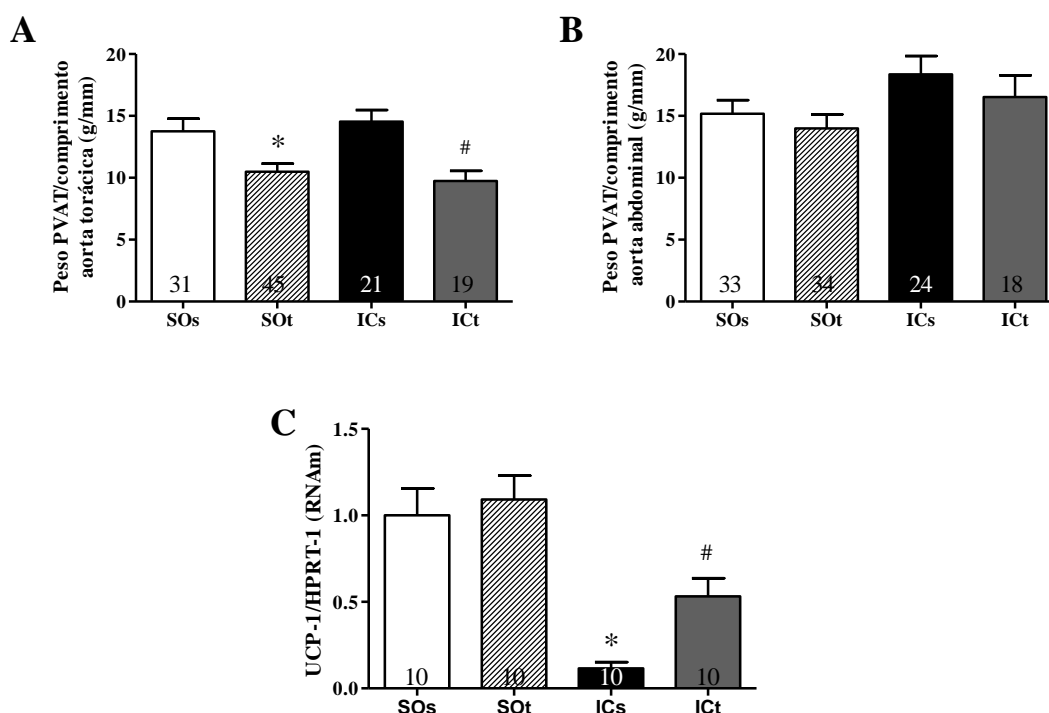 A
Peso PVAT/comprimento
aorta torácica (g/mm)
20
15
10
5
0
*
#
31
45
21
19
SOs
SOt
ICs
ICt
B
Peso PVAT/comprimento
aorta abdominal (g/mm)
20
15
10
5
0
33
34
24
18
SOs
SOt
ICs
ICt
C
UCP-1/HPRT-1 (RNAm)
1.5
1.0
0.5
0.0
*
#
10
10
10
10
SOs
SOt
ICs
ICt